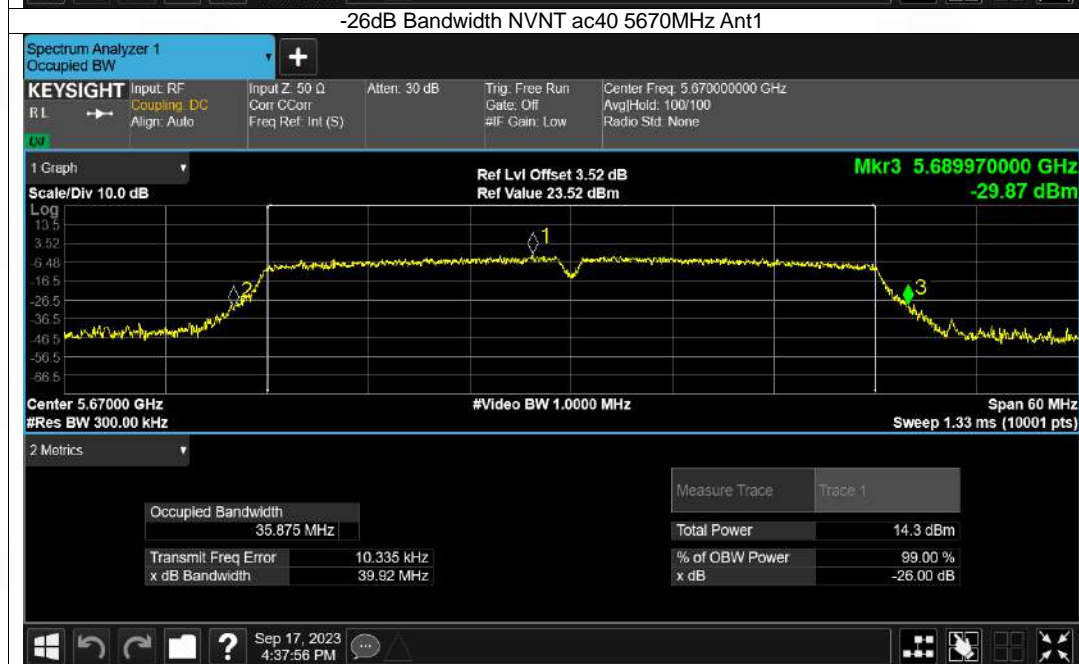 -26dB Bandwidth NVNT ac40 5670MHz Ant1
Spectrum Analyzer 1
Occupied BW
+
KEYSIGHT Input: RF Input Z: 50 Ω Atten: 30 dB Trig: Free Run Center Freq: 5.670000000 GHz
RL Coupling: DC Corr CCorr Gate: Off Avg|Hold: 100/100
Align: Auto Freq Ref: Int (S) #IF Gain: Low Radio Std: None
LXI
1 Graph Ref Lvl Offset 3.52 dB Mkr3 5.689970000 GHz
Scale/Div 10.0 dB Ref Value 23.52 dBm -29.87 dBm
Log
13.5
3.52
-6.48
-16.5
-26.5
-36.5
-46.5
-56.5
-66.5
1
2
3
Center 5.67000 GHz #Video BW 1.0000 MHz Span 60 MHz
#Res BW 300.00 kHz Sweep 1.33 ms (10001 pts)
2 Metrics
Measure Trace Trace 1
Occupied Bandwidth
35.875 MHz
Total Power 14.3 dBm
Transmit Freq Error 10.335 kHz % of OBW Power 99.00 %
x dB Bandwidth 39.92 MHz x dB -26.00 dB
? Sep 17, 2023
4:37:56 PM